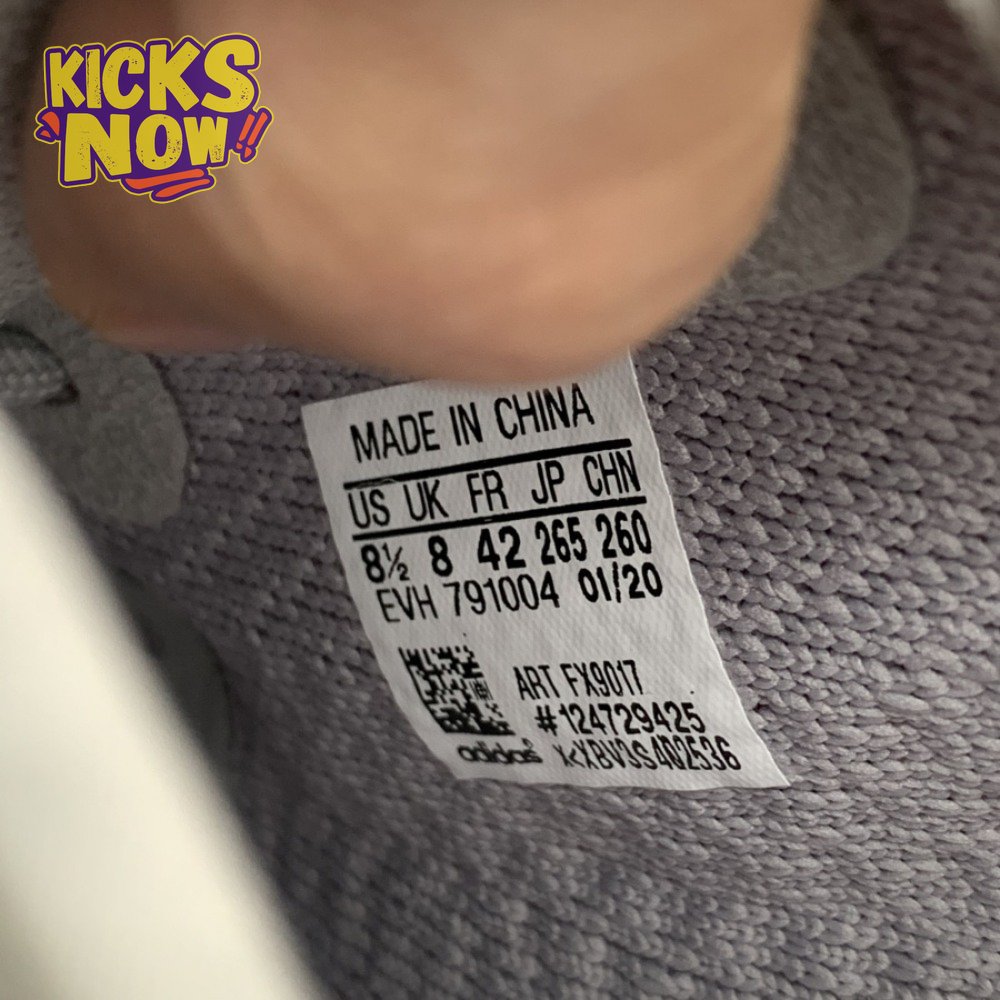 KICKS
NOW!!
MADE IN CHINA
US UK FR JP CHN
8½ 8 42 265 260
EVH 791004 01/20
ART FX9017
#124729425
adidas